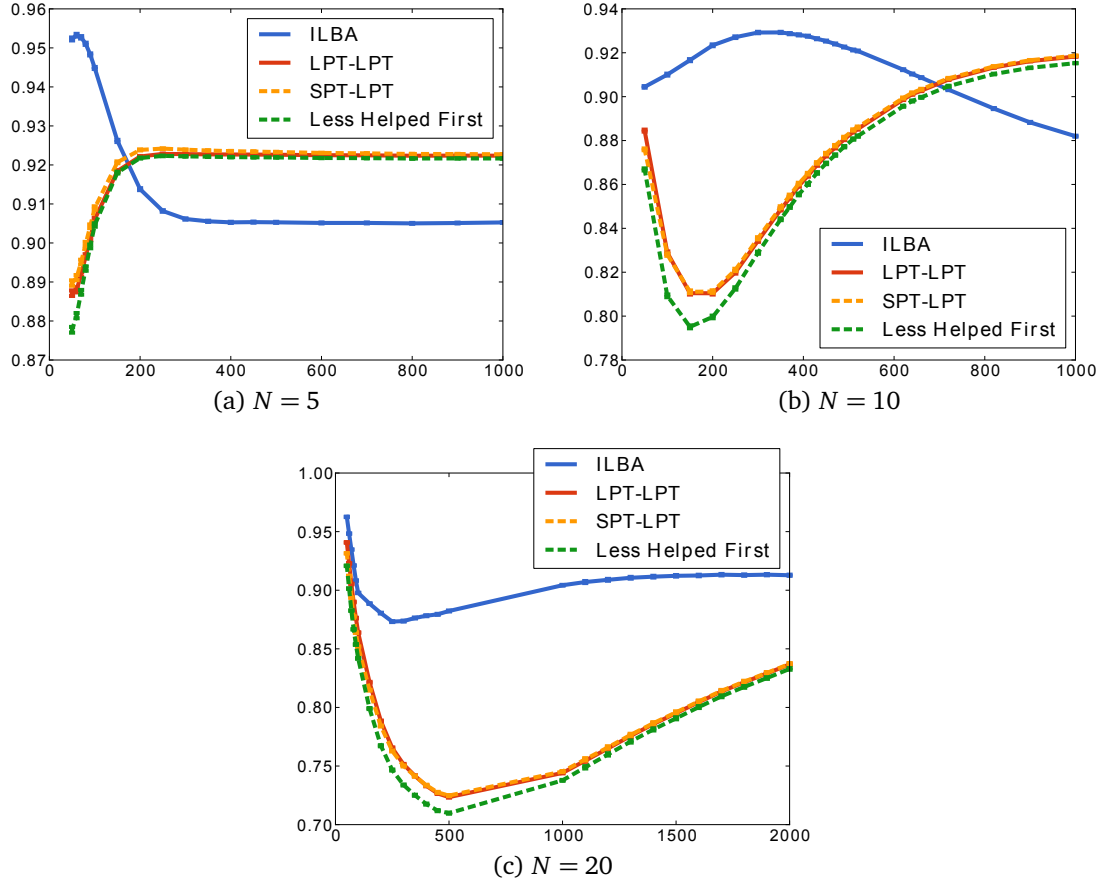 0.96
0.95
0.94
0.93
0.92
0.91
0.90
0.89
0.88
0.87
0 200 400 600 800 1000
ILBA
LPT-LPT
SPT-LPT
Less Helped First
(a) N = 5
0.94
0.92
0.90
0.88
0.86
0.84
0.82
0.80
0.78
0 200 400 600 800 1000
ILBA
LPT-LPT
SPT-LPT
Less Helped First
(b) N = 10
1.00
0.95
0.90
0.85
0.80
0.75
0.70
0 500 1000 1500 2000
ILBA
LPT-LPT
SPT-LPT
Less Helped First
(c) N = 20